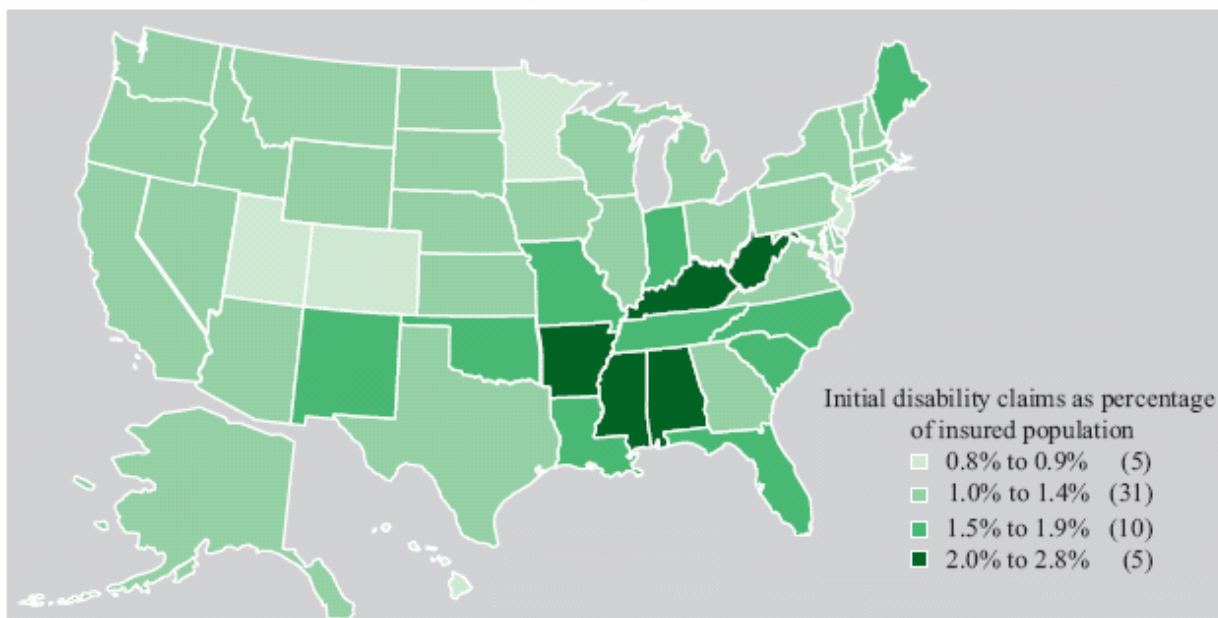 Initial disability claims as percentage
of insured population
0.8% to 0.9% (5)
1.0% to 1.4% (31)
1.5% to 1.9% (10)
2.0% to 2.8% (5)